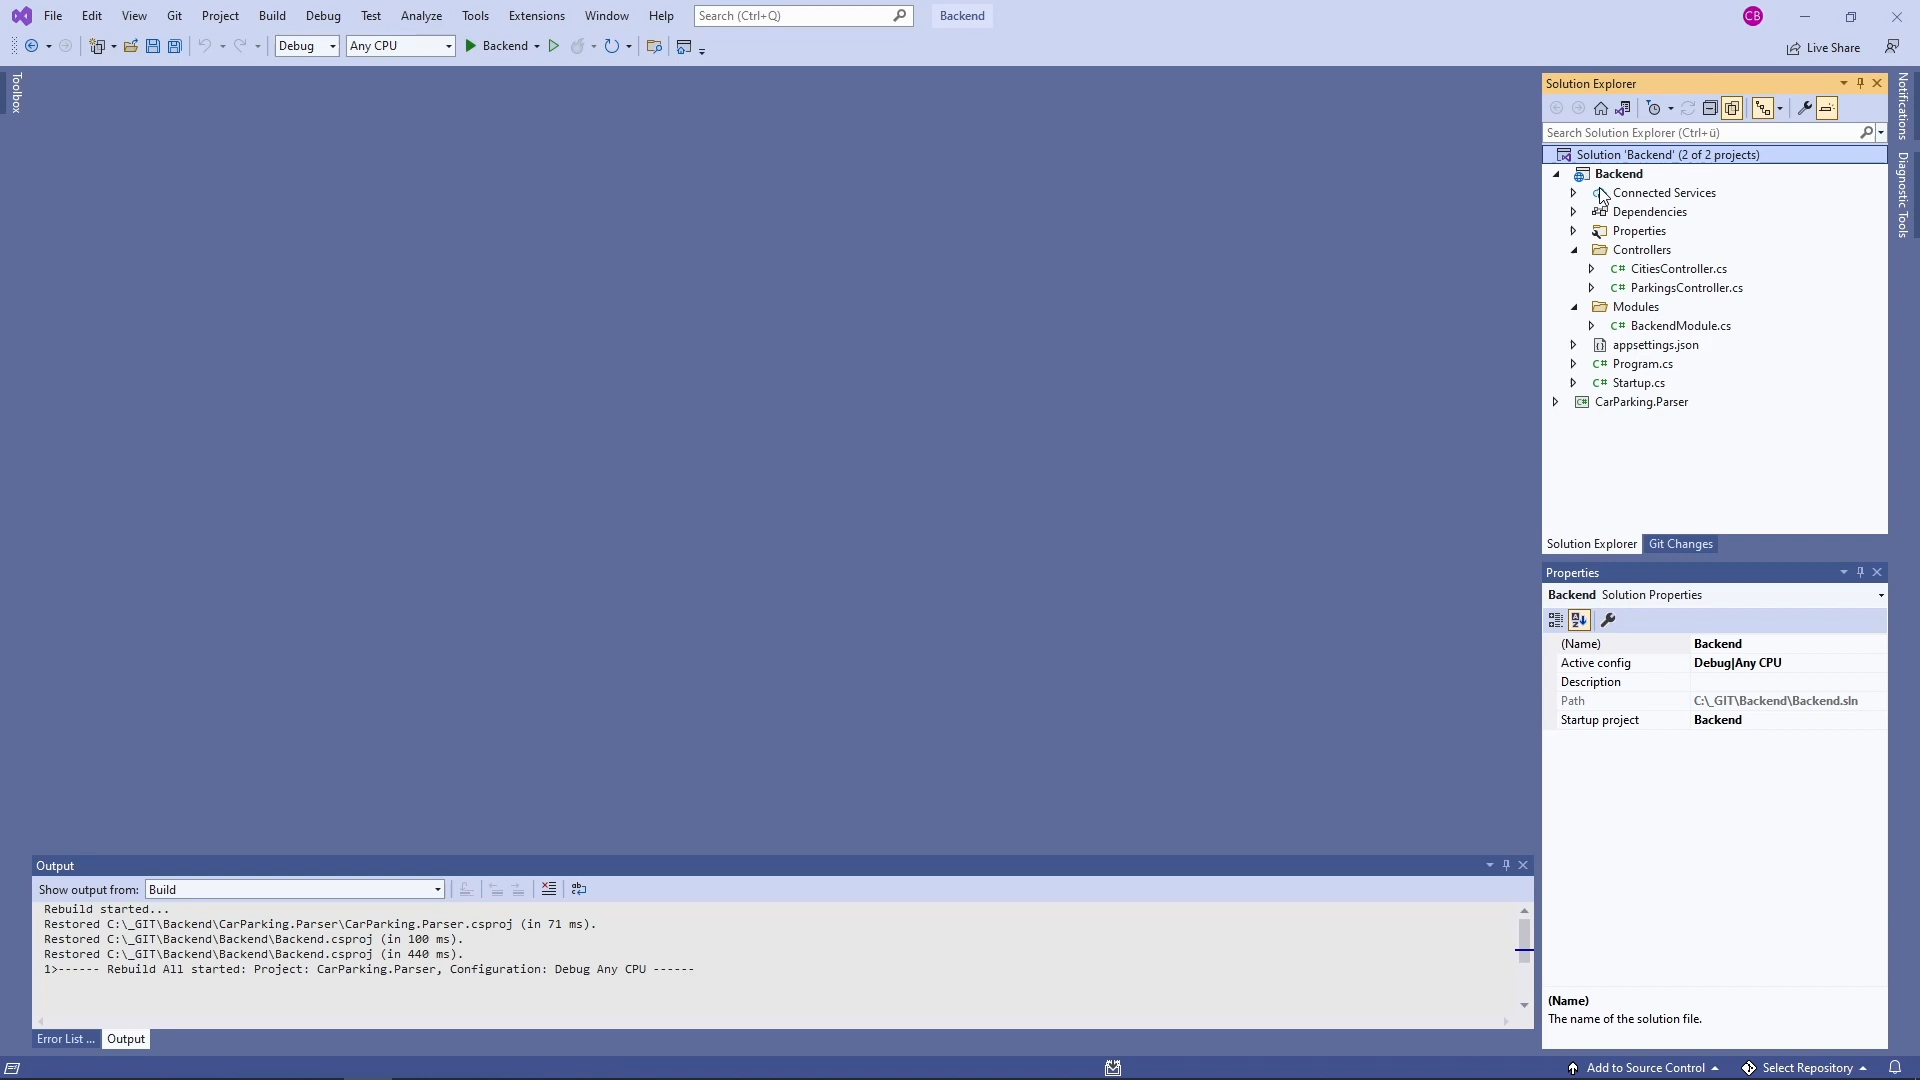 File Edit View Git Project Build Debug Test Analyze Tools Extensions Window Help Search (Ctrl+Q) Backend CB
Debug Any CPU Backend Live Share
Toolbox
Solution Explorer
Search Solution Explorer (Ctrl+ü)
Solution 'Backend' (2 of 2 projects)
Backend
Connected Services
Dependencies
Properties
Controllers
C# CitiesController.cs
C# ParkingsController.cs
Modules
C# BackendModule.cs
appsettings.json
C# Program.cs
C# Startup.cs
C# CarParking.Parser
Solution Explorer Git Changes
Notifications
Diagnostic Tools
Properties
Backend Solution Properties
(Name) Backend
Active config Debug|Any CPU
Description
Path C:\_GIT\Backend\Backend.sln
Startup project Backend
(Name)
The name of the solution file.
Output
Show output from: Build
Rebuild started...
Restored C:\_GIT\Backend\CarParking.Parser\CarParking.Parser.csproj (in 71 ms).
Restored C:\_GIT\Backend\Backend\Backend.csproj (in 100 ms).
Restored C:\_GIT\Backend\Backend\Backend.csproj (in 440 ms).
1>------ Rebuild All started: Project: CarParking.Parser, Configuration: Debug Any CPU ------
Error List ... Output
Add to Source Control Select Repository